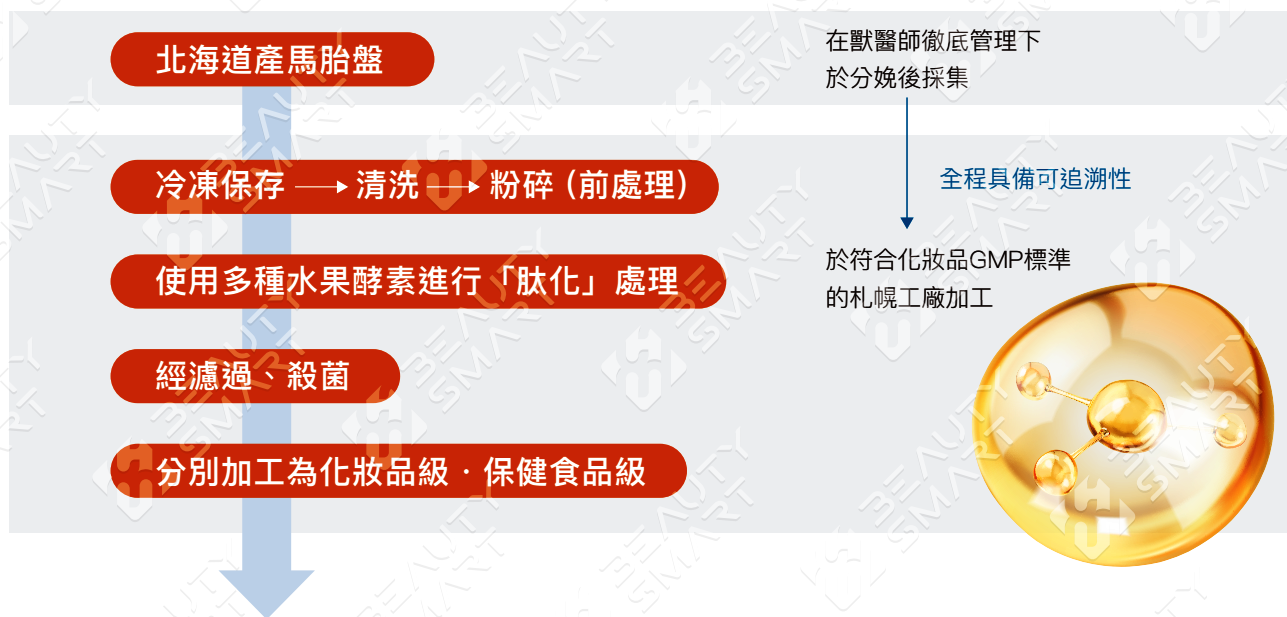 北海道產馬胎盤
在獸醫師徹底管理下
於分娩後採集
冷凍保存 → 清洗 → 粉碎（前處理）
全程具備可追溯性
使用多種水果酵素進行「肽化」處理
於符合化妝品GMP標準
的札幌工廠加工
經濾過、殺菌
分別加工為化妝品級・保健食品級
BEAUTY
SMART